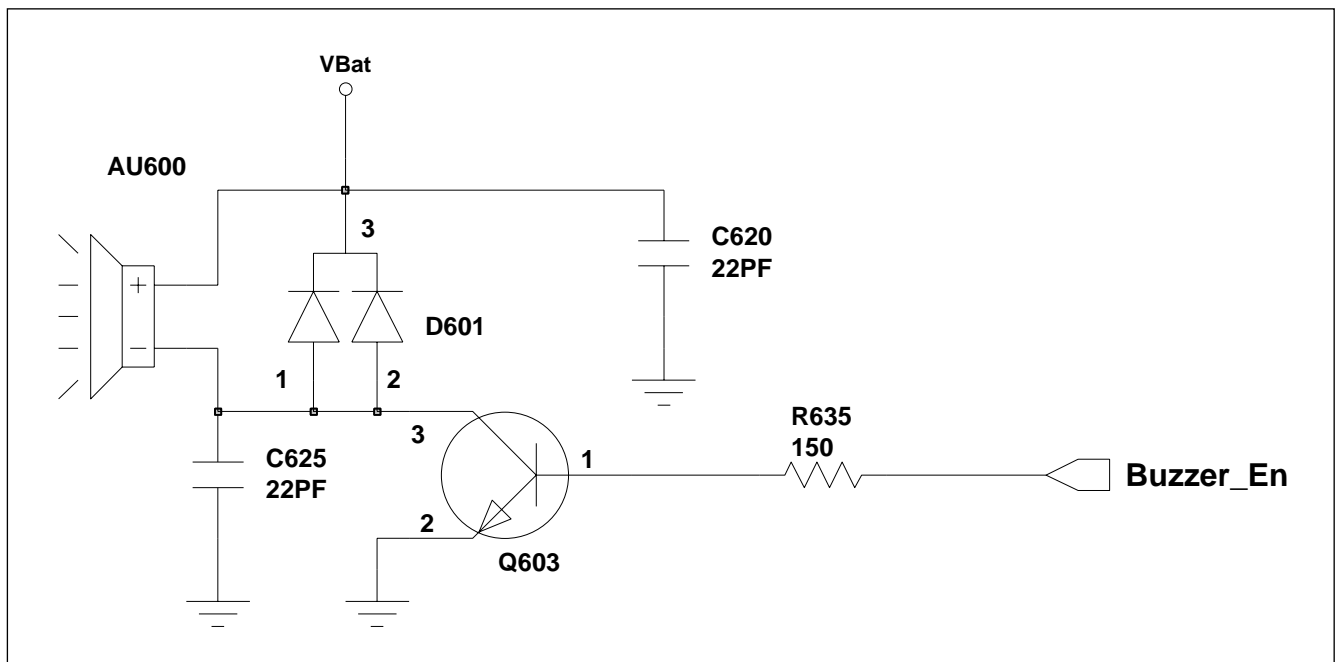 VBat
AU600
3
C620
22PF
+
D601
−
1
2
3
R635
150
C625
22PF
1
Buzzer_En
2
Q603